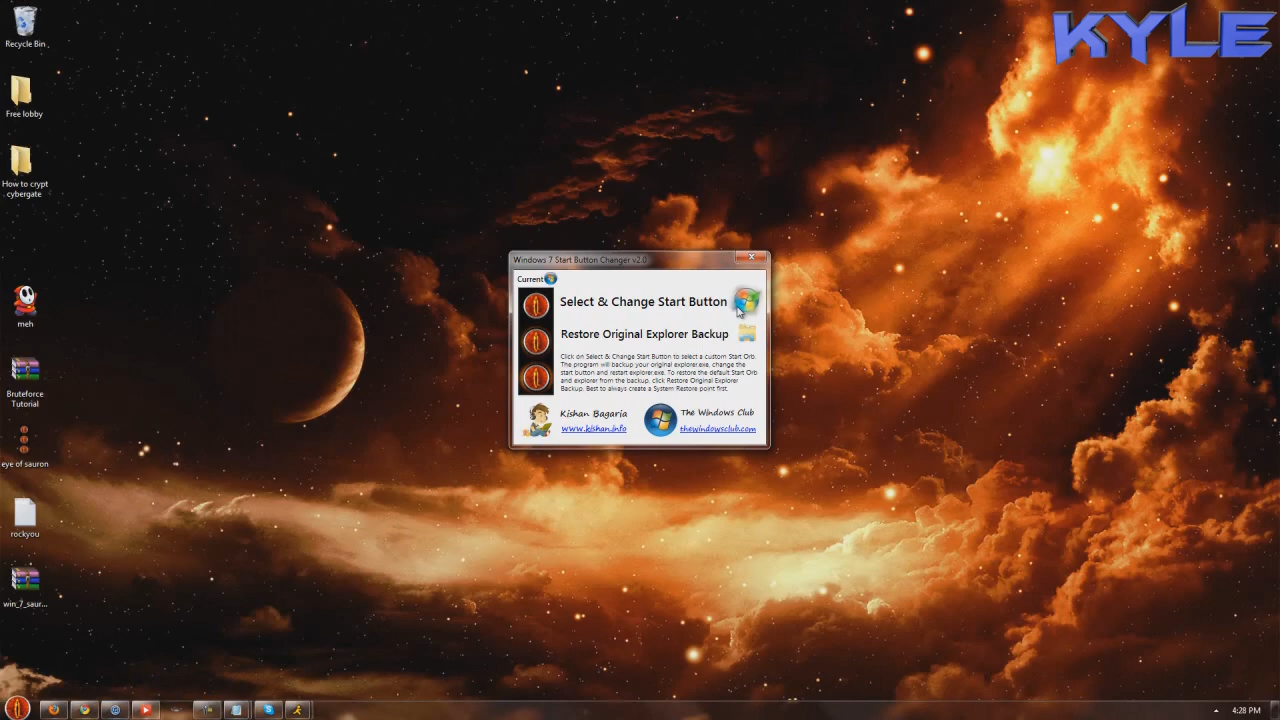 KYLE
Recycle Bin
Free lobby
How to crypt
cybergate
meh
Bruteforce
Tutorial
eye of sauron
rockyou
win_7_saur...
Windows 7 Start Button Changer v2.0
Current
Select & Change Start Button
Restore Original Explorer Backup
Click on Select & Change Start Button to select a custom Start Orb.
The program will backup your original explorer.exe, change the
start button and restart explorer.exe. To restore the default Start Orb
and explorer from the backup, click Restore Original Explorer
Backup. Best to always create a System Restore point first.
Kishan Bagaria
www.kishan.info
The Windows Club
thewindowsclub.com
4:28 PM